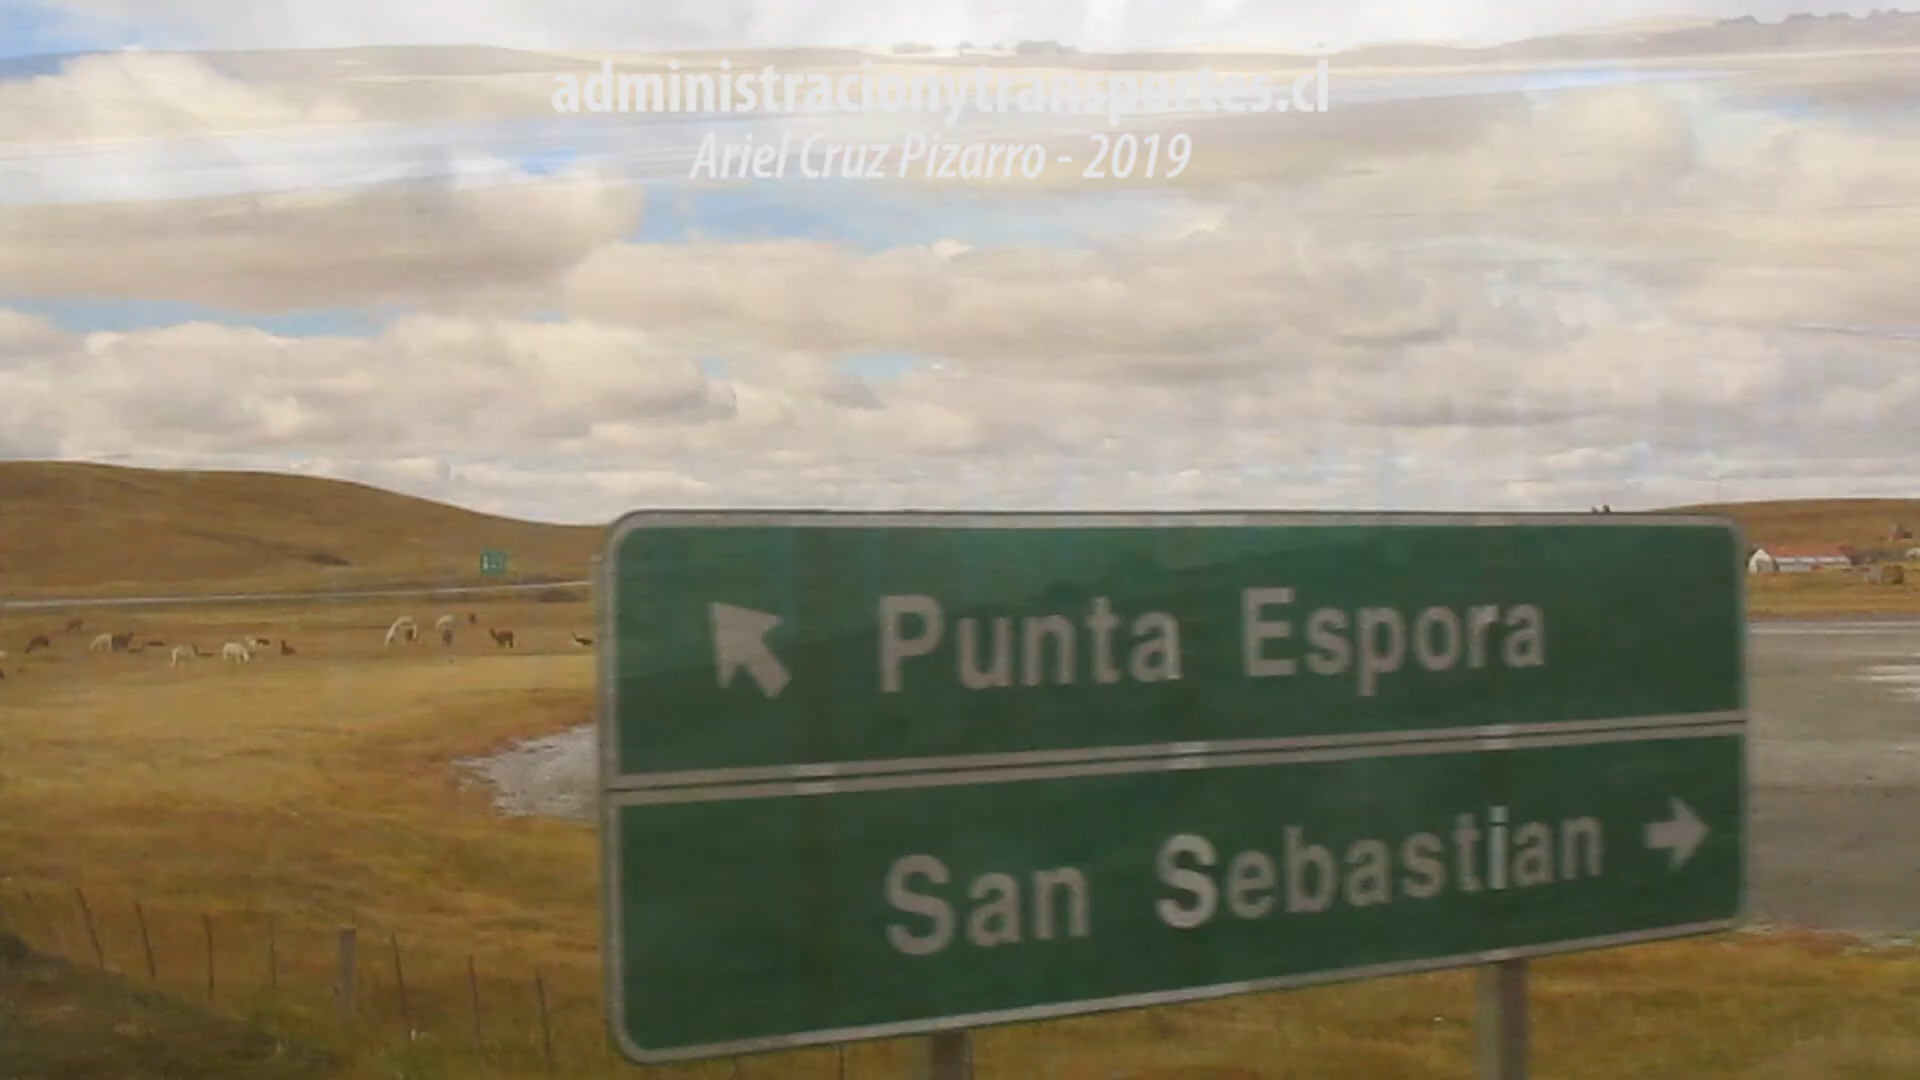 administracionytransportes.cl
Ariel Cruz Pizarro - 2019
Punta Espora
San Sebastian